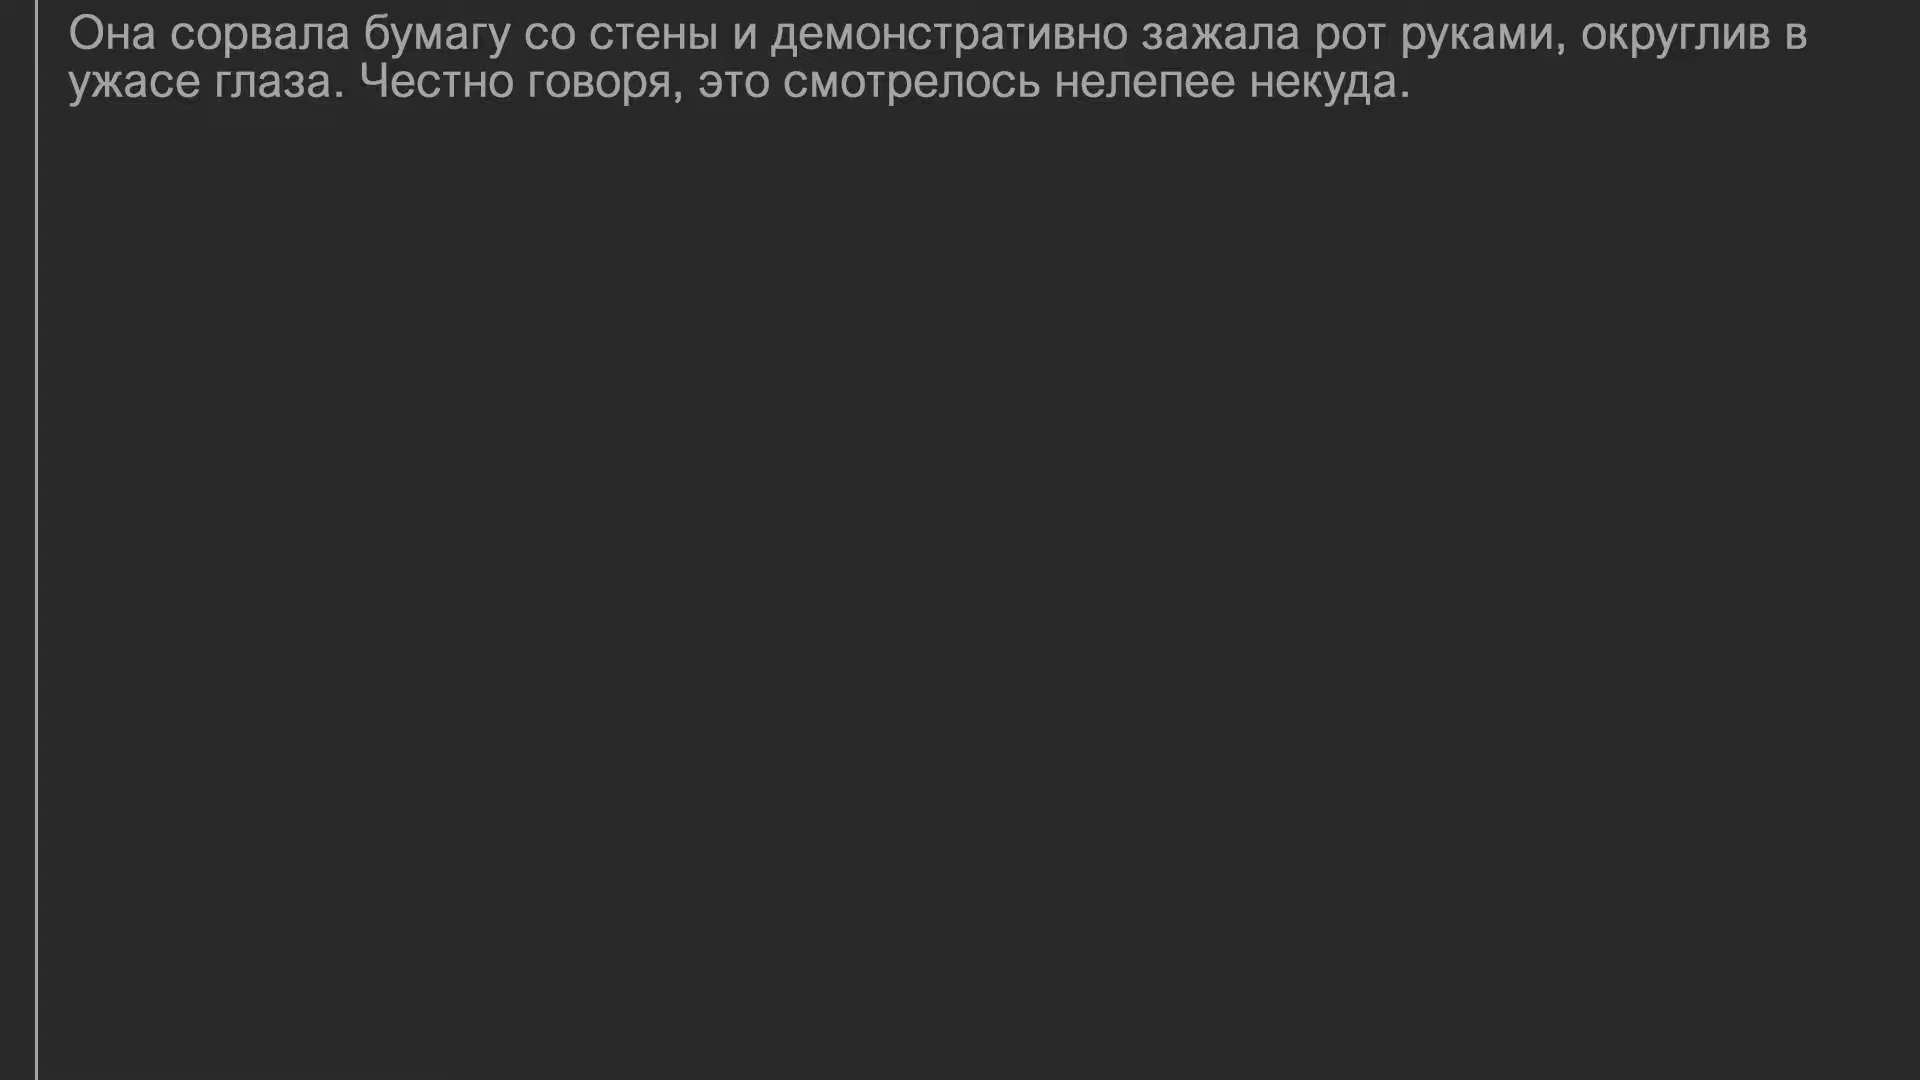 Она сорвала бумагу со стены и демонстративно зажала рот руками, округлив в
ужасе глаза. Честно говоря, это смотрелось нелепее некуда.